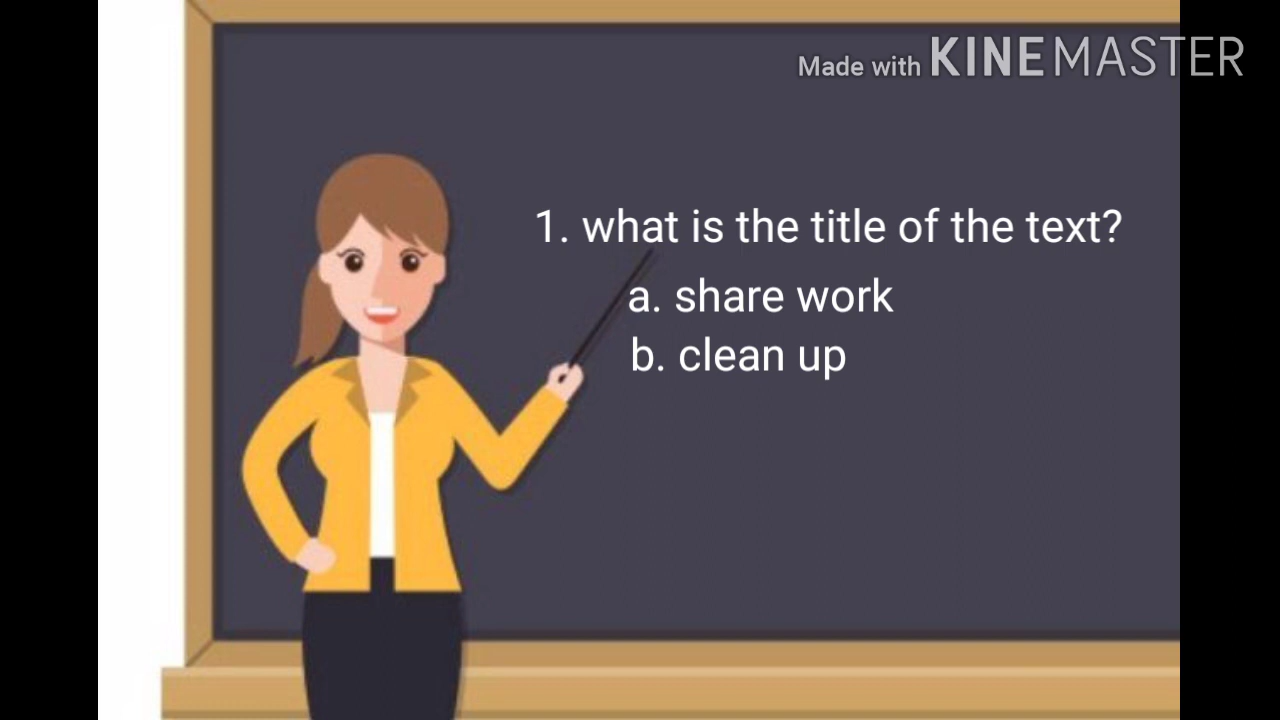 Made with KINEMASTER
1. what is the title of the text?
a. share work
b. clean up